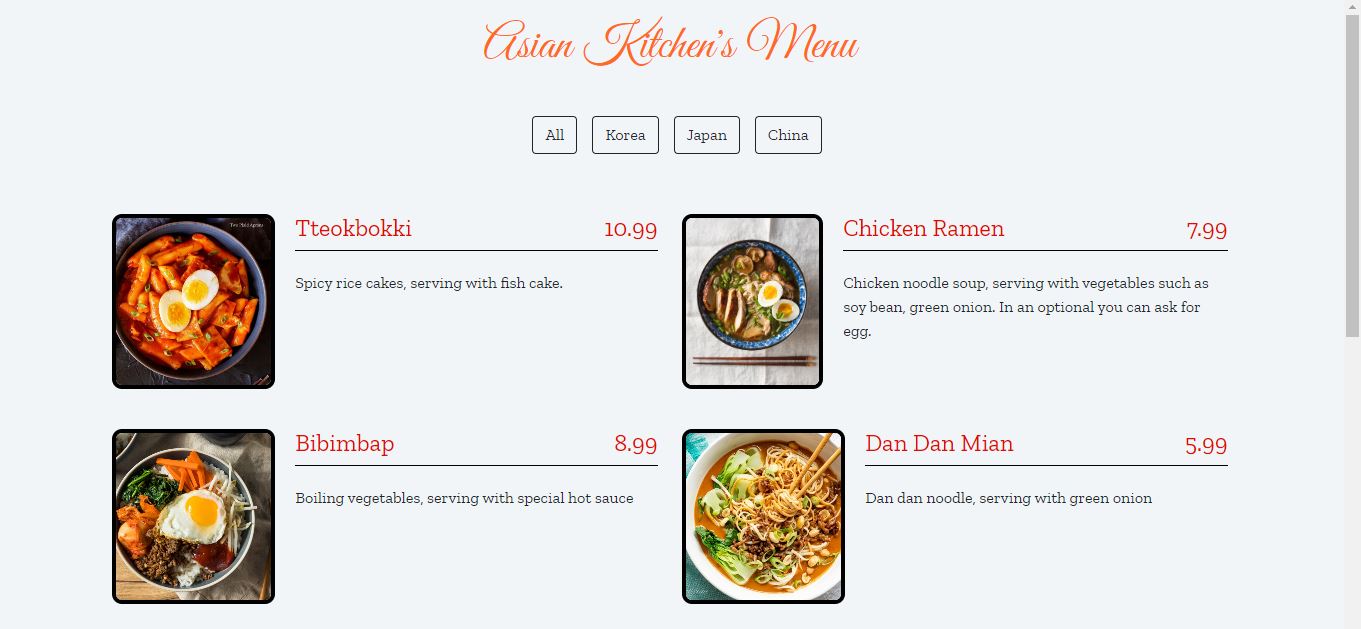 Asian Kitchen's Menu
All
Korea
Japan
China
Two Plaid Aprons
Tteokbokki
10.99
Spicy rice cakes, serving with fish cake.
Chicken Ramen
7.99
Chicken noodle soup, serving with vegetables such as
soy bean, green onion. In an optional you can ask for
egg.
Bibimbap
8.99
Boiling vegetables, serving with special hot sauce
Dan Dan Mian
5.99
Dan dan noodle, serving with green onion